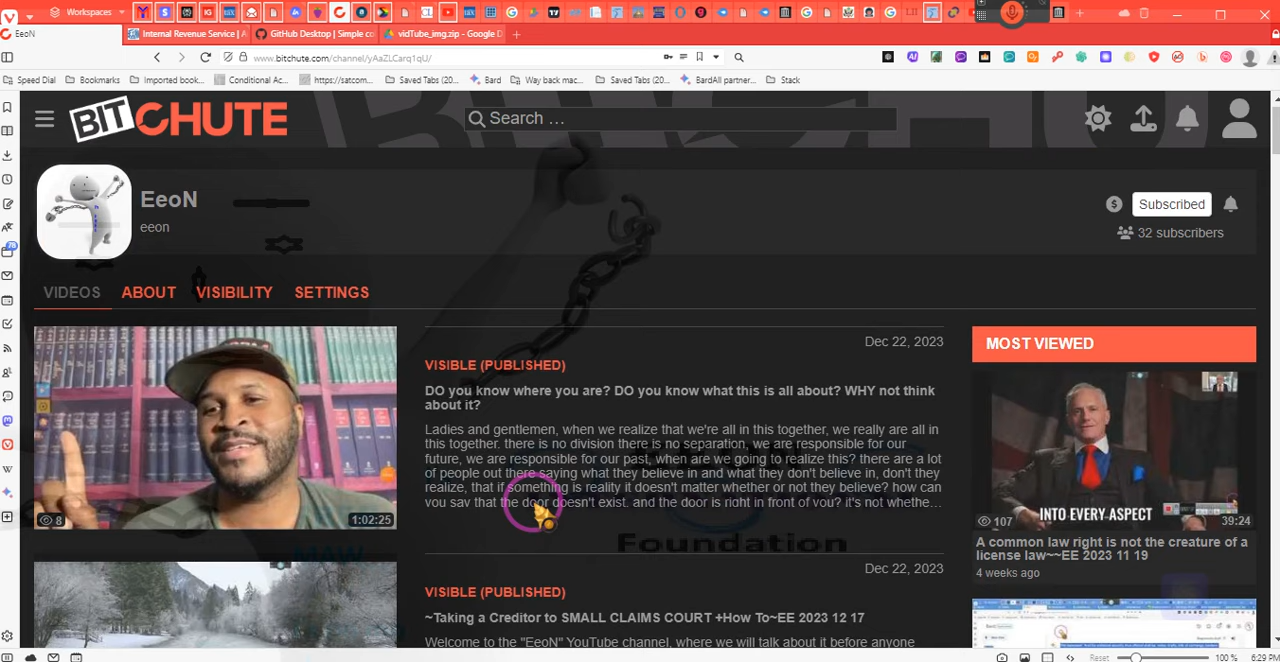 Workspaces
EeoN
Internal Revenue Service | A
GitHub Desktop | Simple co
vidTube_img.zip - Google D
www.bitchute.com/channel/yAaZLCarq1qU/
Speed Dial
Bookmarks
Imported book...
Conditional Ac...
https://satcom...
Saved Tabs (20...
Bard
Way back mac...
Saved Tabs (20...
BardAll partner...
Stack
BITCHUTE
Search ...
EeoN
eeon
Subscribed
32 subscribers
VIDEOS ABOUT VISIBILITY SETTINGS
Dec 22, 2023
VISIBLE (PUBLISHED)
DO you know where you are? DO you know what this is all about? WHY not think
about it?
Ladies and gentlemen, when we realize that we're all in this together, we really are all in
this together. there is no division there is no separation, we are responsible for our
future, we are responsible for our past, when are we going to realize this? there are a lot
of people out there saying what they believe in and what they don't believe in, don't they
realize, that if something is reality it doesn't matter whether or not they believe? how can
you say that the door doesn't exist. and the door is right in front of you? it's not whethe...
8
1:02:25
Foundation
MOST VIEWED
INTO EVERY ASPECT
107
39:24
A common law right is not the creature of a
license law~~EE 2023 11 19
4 weeks ago
Dec 22, 2023
VISIBLE (PUBLISHED)
~Taking a Creditor to SMALL CLAIMS COURT +How To~EE 2023 12 17
Welcome to the "EeoN" YouTube channel, where we will talk about it before anyone
MAW
Reset
100 %
6:29 PM